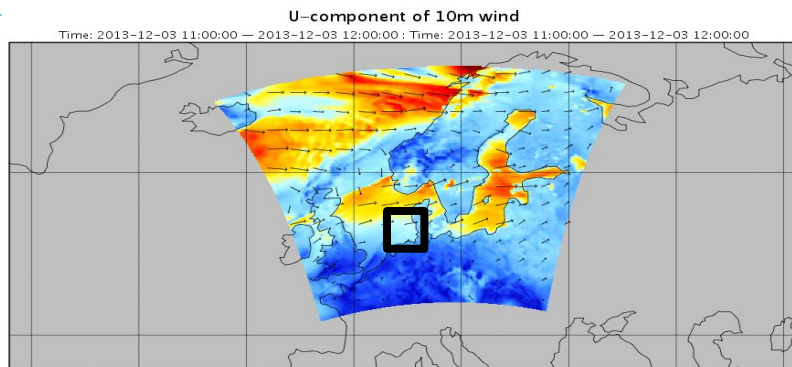 U−component of 10m wind
Time: 2013-12-03 11:00:00 — 2013-12-03 12:00:00 : Time: 2013-12-03 11:00:00 — 2013-12-03 12:00:00